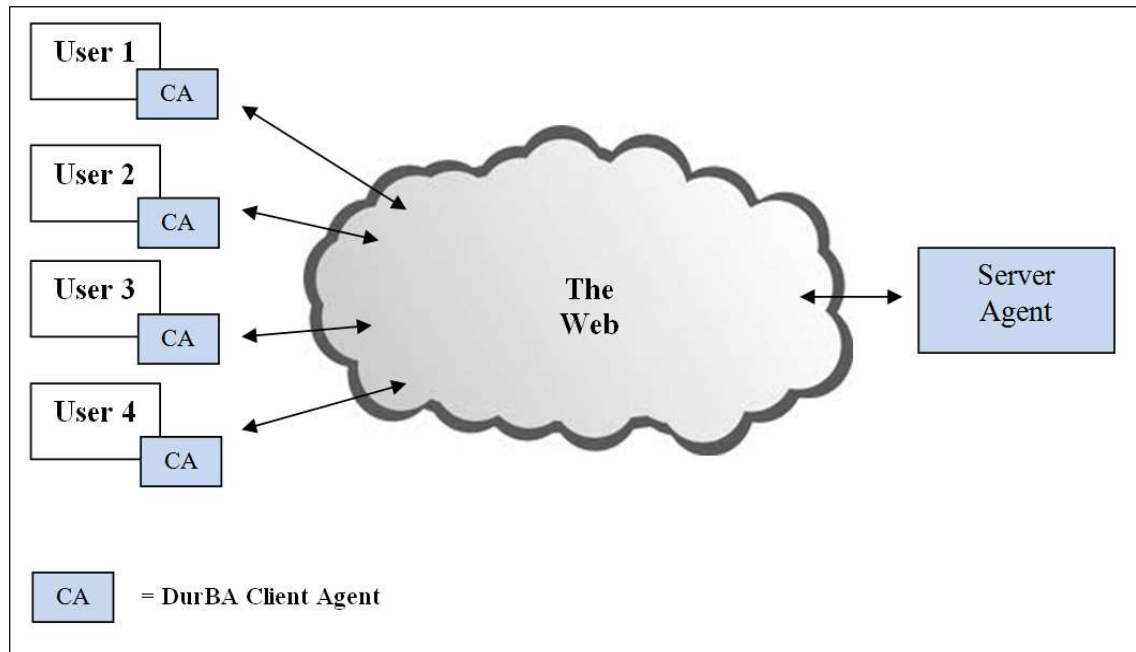 User 1
CA
User 2
CA
User 3
CA
User 4
CA
The
Web
Server
Agent
CA = DurBA Client Agent